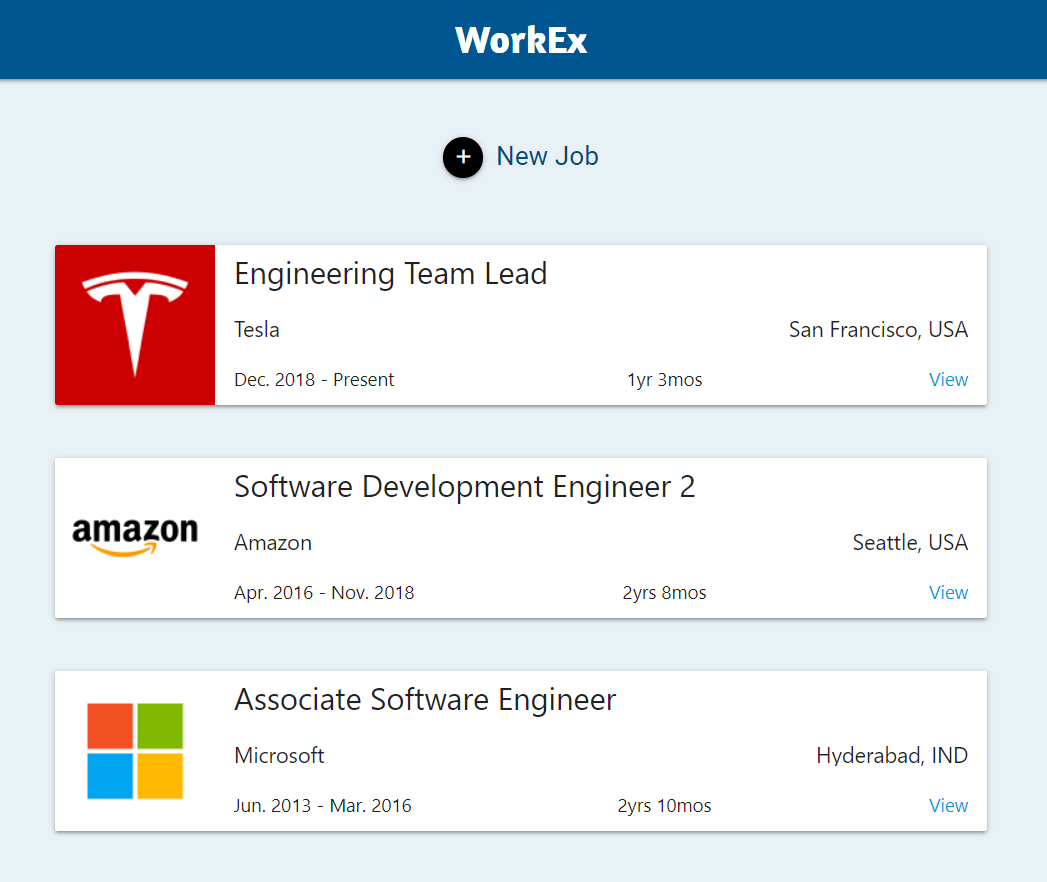 WorkEx
+ New Job
Engineering Team Lead
Tesla San Francisco, USA
Dec. 2018 - Present 1yr 3mos View
Software Development Engineer 2
amazon
Amazon Seattle, USA
Apr. 2016 - Nov. 2018 2yrs 8mos View
Associate Software Engineer
Microsoft Hyderabad, IND
Jun. 2013 - Mar. 2016 2yrs 10mos View